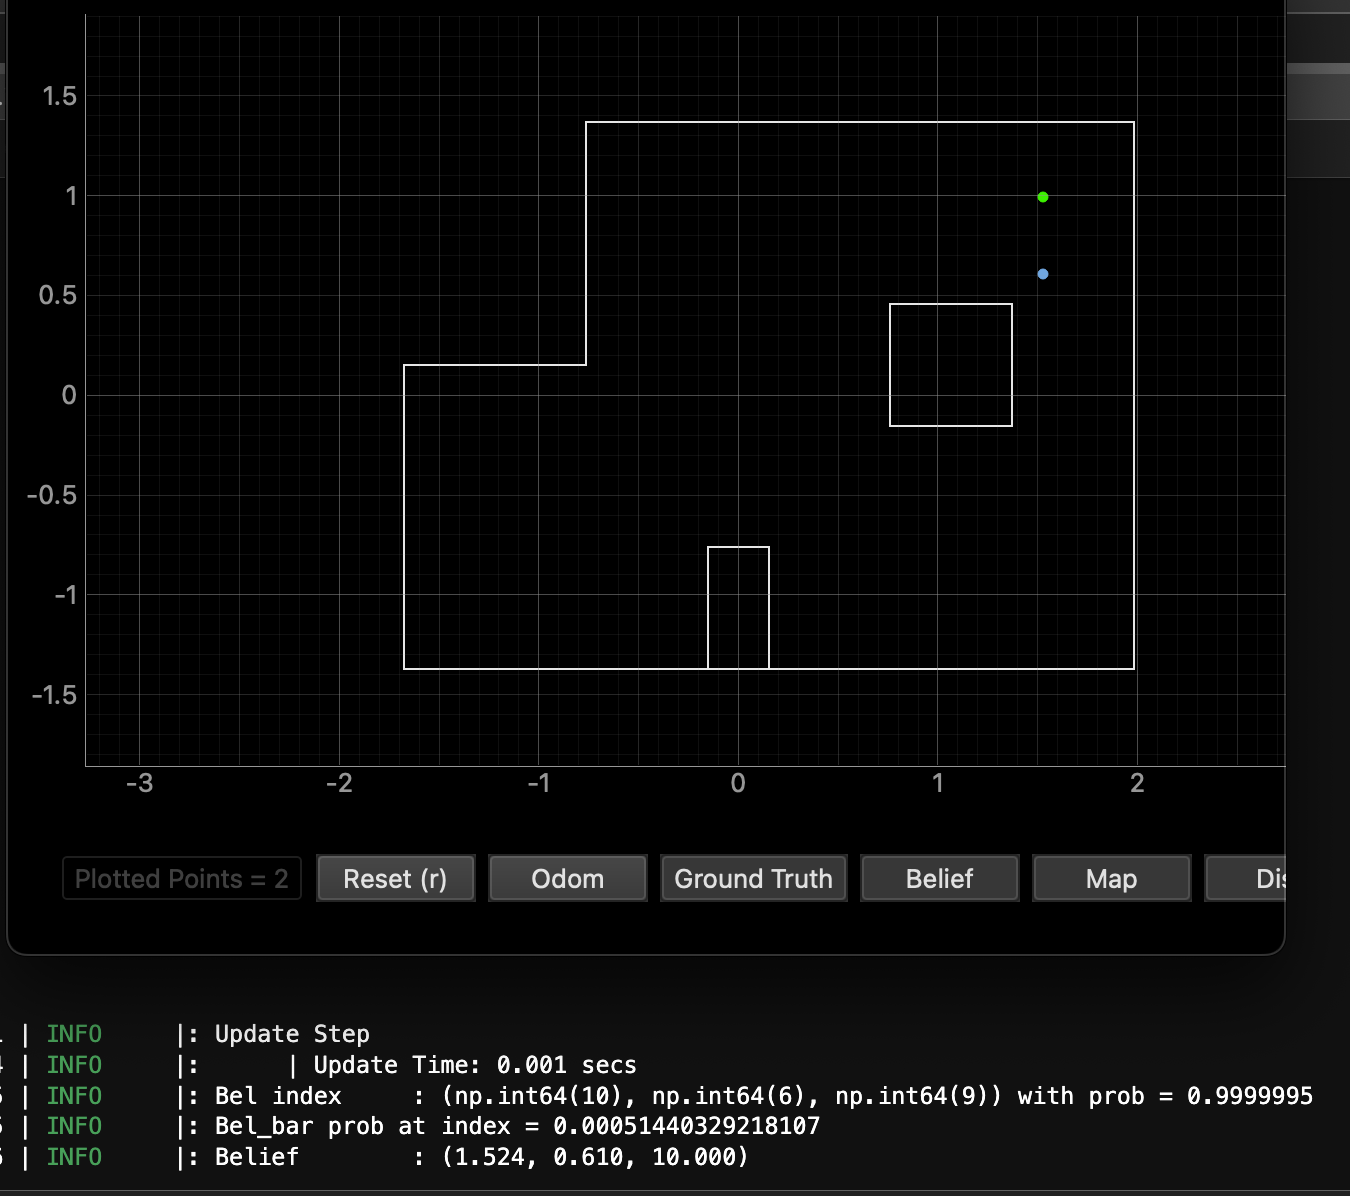 1.5
1
0.5
0
-0.5
-1
-1.5
-3 -2 -1 0 1 2
Plotted Points = 2 Reset (r) Odom Ground Truth Belief Map
| INFO |: Update Step
| INFO |: | Update Time: 0.001 secs
| INFO |: Bel index : (np.int64(10), np.int64(6), np.int64(9)) with prob = 0.9999995
| INFO |: Bel_bar prob at index = 0.00051440329218107
| INFO |: Belief : (1.524, 0.610, 10.000)